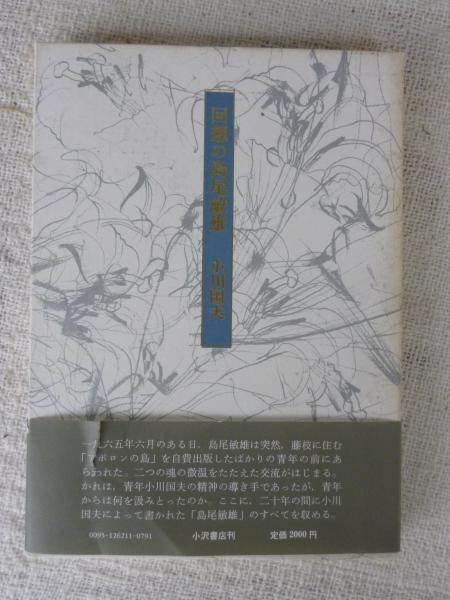 回想の島尾敏雄 小川国夫
一九六五年六月のある日、島尾敏雄は突然、藤枝に住む
「アポロンの島」を自費出版したばかりの青年の前にあ
らわれた。二つの魂の微温をたたえた交流がはじまる。
かれは、青年小川国夫の精神の導き手であったが、青年
からは何を汲みとったのか。ここに、二十年の間に小川
国夫によって書かれた「島尾敏雄」のすべてを収める。
0095-126211-0791 小沢書店刊 定価 2000 円